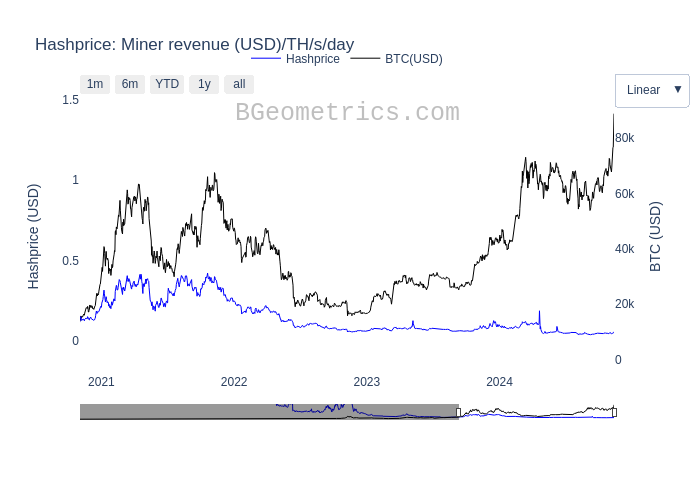 Hashprice: Miner revenue (USD)/TH/s/day
Hashprice BTC(USD)
1m 6m YTD 1y all
Linear ▼
BGeometrics.com
1.5
1
0.5
0
Hashprice (USD)
80k
60k
40k
20k
0
BTC (USD)
2021 2022 2023 2024